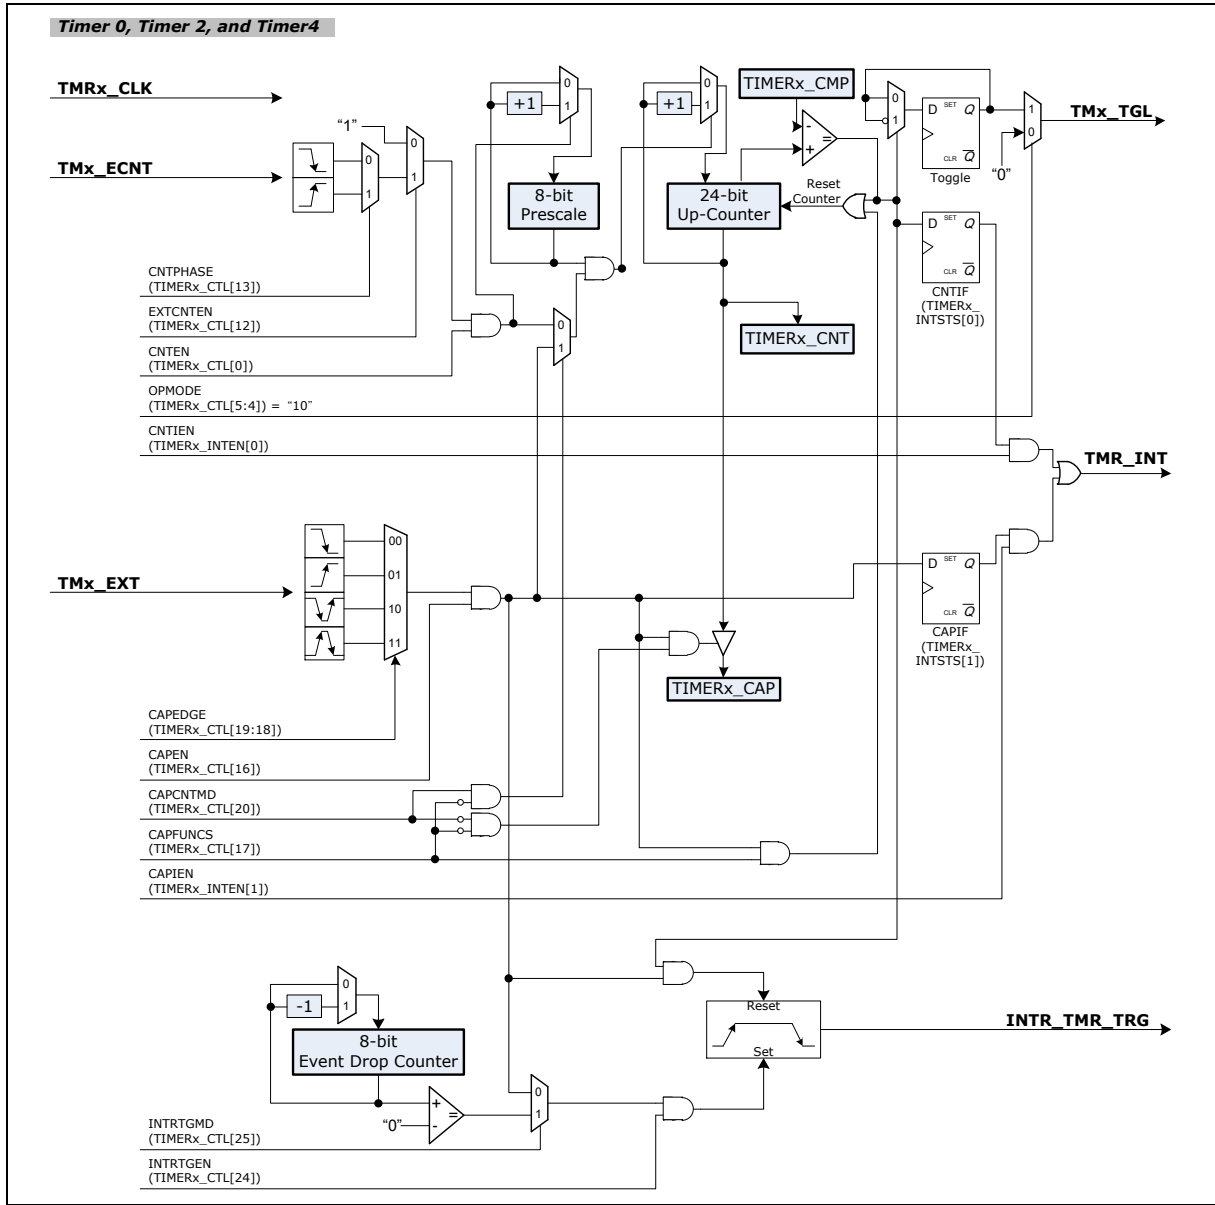 Timer 0, Timer 2, and Timer4
TMRx_CLK
TMx_ECNT
"1"
0
1
0
1
+1
0
1
8-bit
Prescale
+1
0
1
24-bit
Up-Counter
TIMERx_CMP
-
+
=
Reset
Counter
0
1
D SET Q
CLR Q
Toggle
1
0
"0"
TMx_TGL
D SET Q
CLR Q
CNTIF
(TIMERx_
INTSTS[0])
TIMERx_CNT
0
1
CNTPHASE
(TIMERx_CTL[13])
EXTCNTEN
(TIMERx_CTL[12])
CNTEN
(TIMERx_CTL[0])
OPMODE
(TIMERx_CTL[5:4]) = "10"
CNTIEN
(TIMERx_INTEN[0])
TMR_INT
TMx_EXT
00
01
10
11
D SET Q
CLR Q
CAPIF
(TIMERx_
INTSTS[1])
TIMERx_CAP
CAPEDGE
(TIMERx_CTL[19:18])
CAPEN
(TIMERx_CTL[16])
CAPCNTMD
(TIMERx_CTL[20])
CAPFUNCS
(TIMERx_CTL[17])
CAPIEN
(TIMERx_INTEN[1])
-1
0
1
8-bit
Event Drop Counter
"0"
+
-
=
0
1
Reset
Set
INTR_TMR_TRG
INTRTGMD
(TIMERx_CTL[25])
INTRTGEN
(TIMERx_CTL[24])